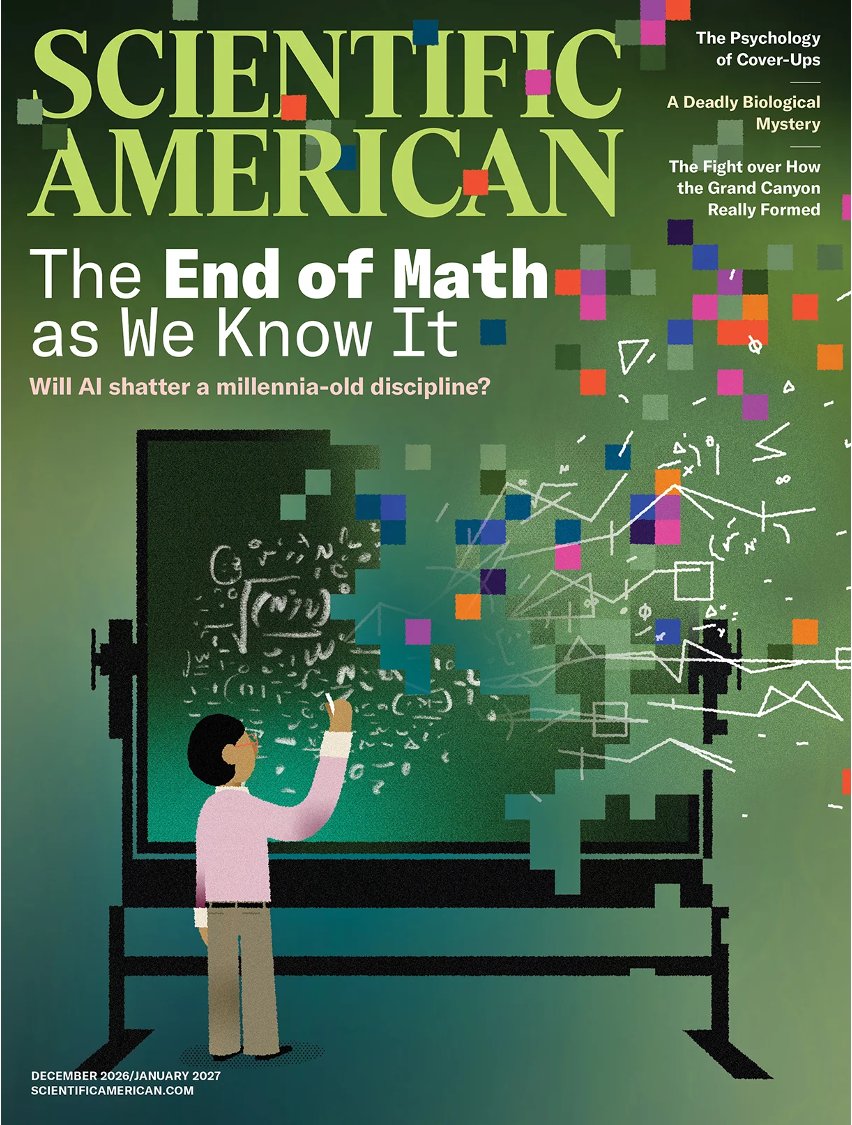 SCIENTIFIC
AMERICAN
The Psychology
of Cover-Ups
A Deadly Biological
Mystery
The Fight over How
the Grand Canyon
Really Formed
The End of Math
as We Know It
Will AI shatter a millennia-old discipline?
DECEMBER 2026/JANUARY 2027
SCIENTIFICAMERICAN.COM